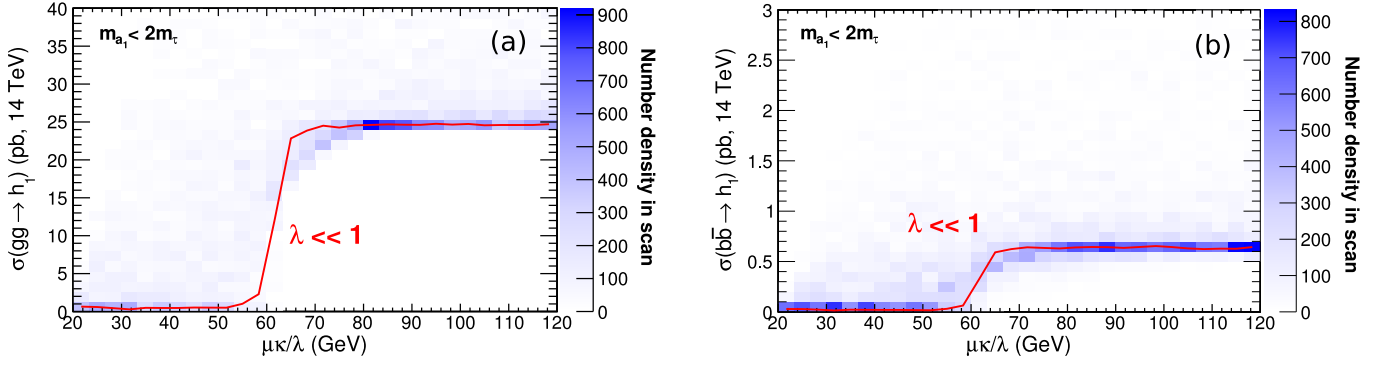 m_{a_1} < 2m_τ
(a)
λ << 1
σ(gg → h_1) (pb, 14 TeV)
0
5
10
15
20
25
30
35
40
20 30 40 50 60 70 80 90 100 110 120
μκ/λ (GeV)
0
100
200
300
400
500
600
700
800
900
Number density in scan
m_{a_1} < 2m_τ
(b)
λ << 1
σ(bb̅ → h_1) (pb, 14 TeV)
0
0.5
1
1.5
2
2.5
3
20 30 40 50 60 70 80 90 100 110 120
μκ/λ (GeV)
0
100
200
300
400
500
600
700
800
Number density in scan